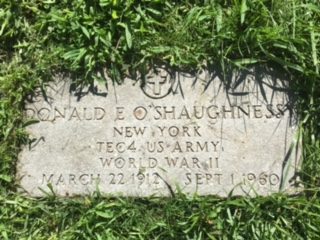 DONALD E O'SHAUGHNESS
NEW YORK
TEC4 US ARMY
WORLD WAR II
MARCH 22 1912 SEPT 1 1960